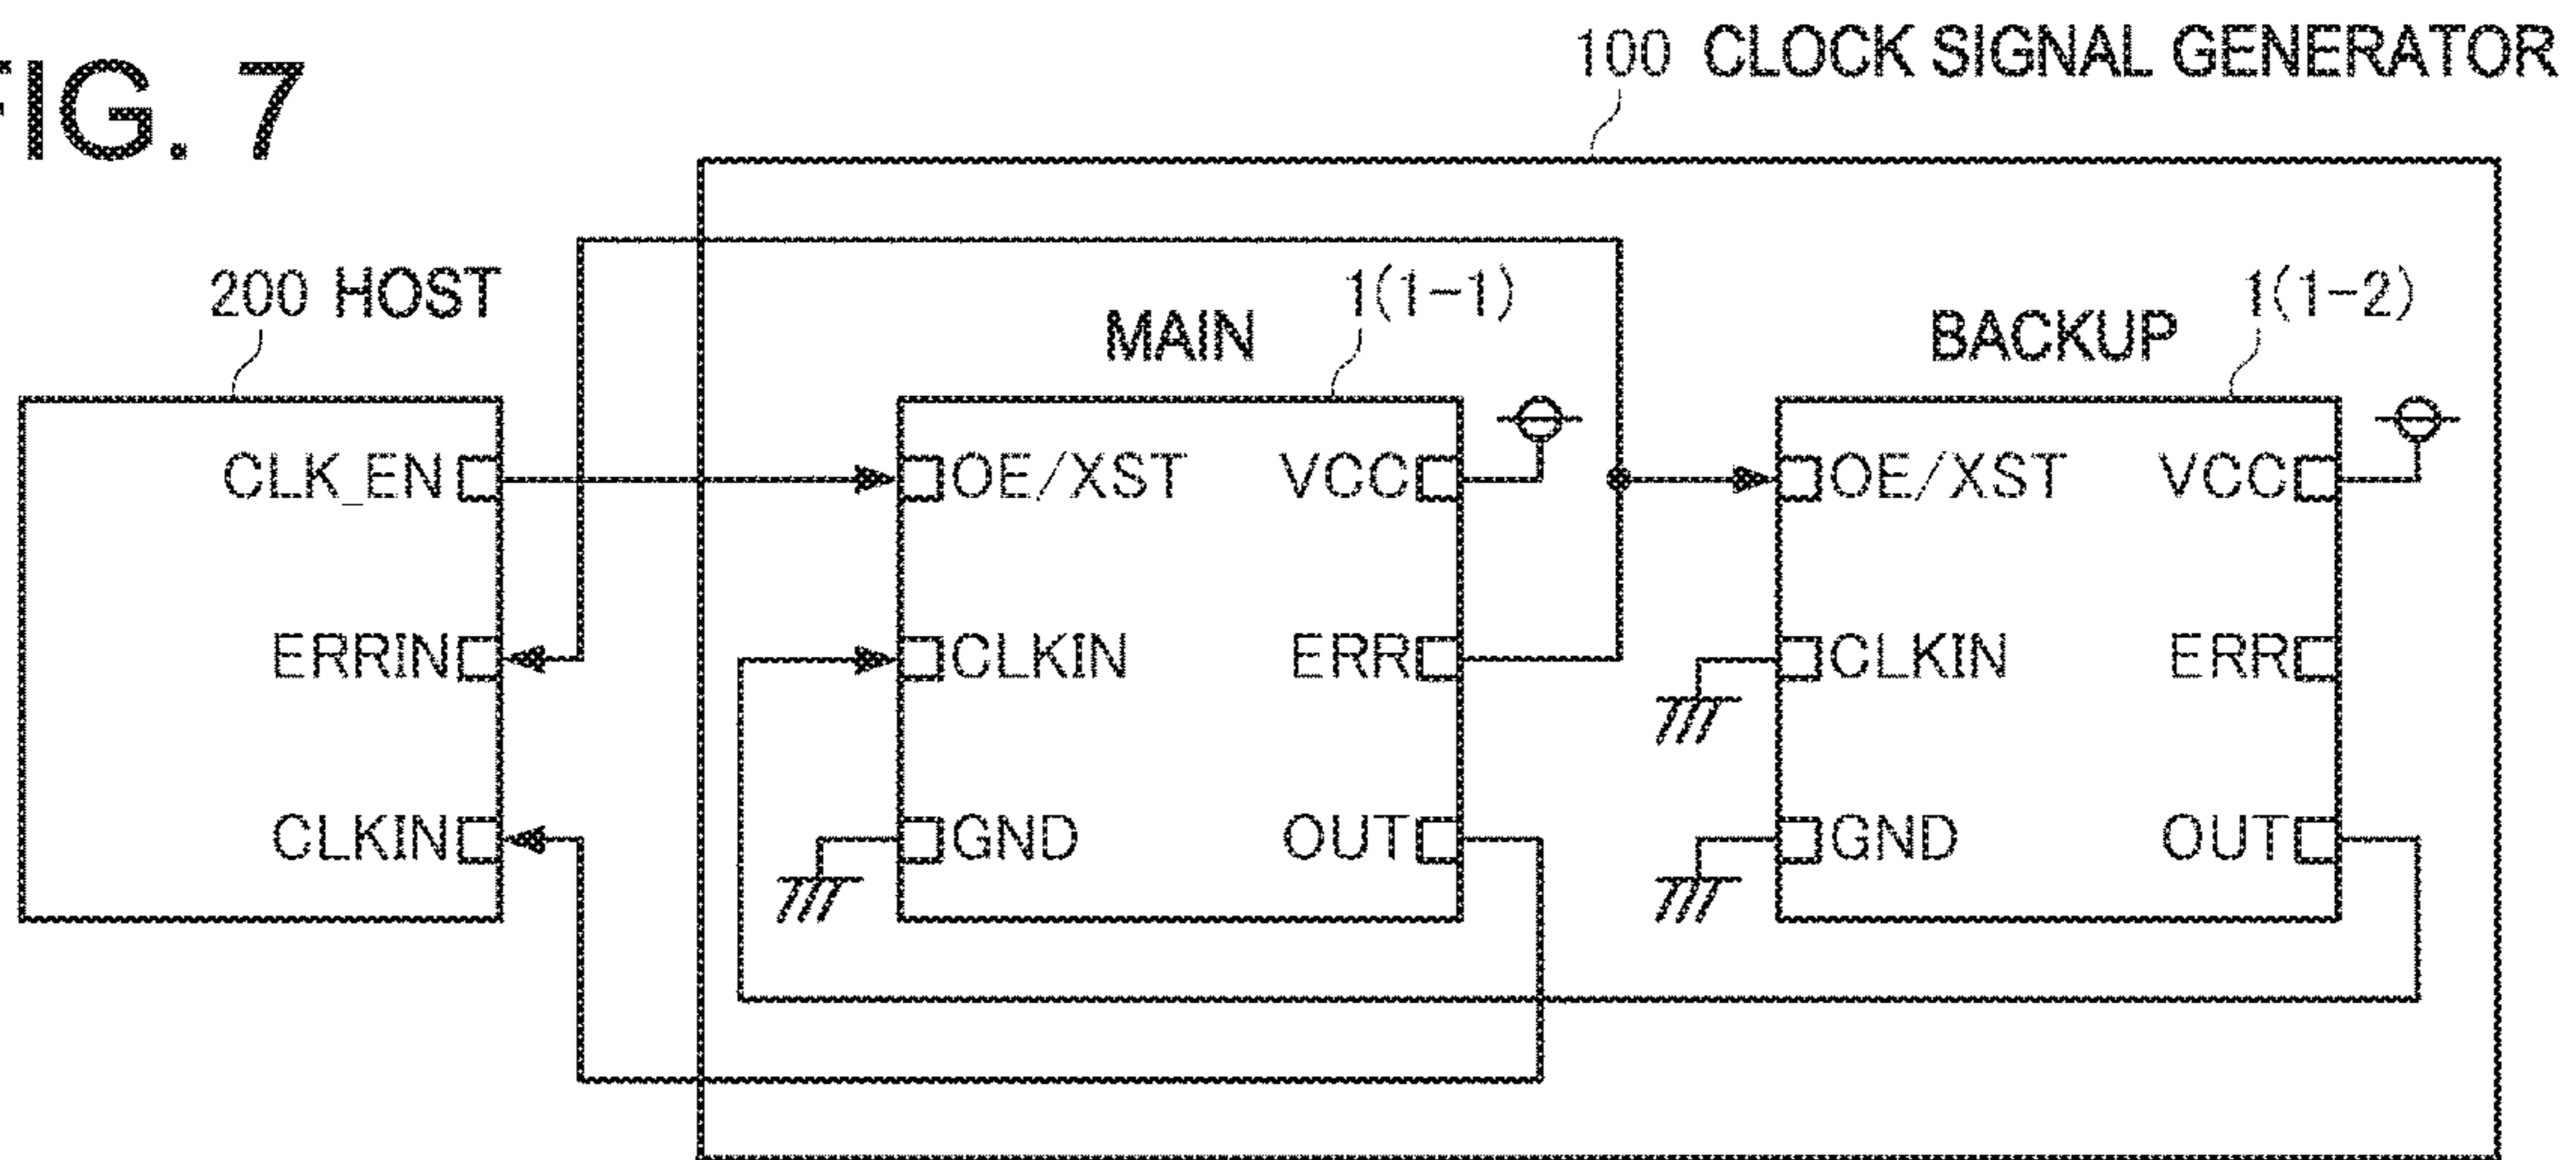 FIG. 7
100 CLOCK SIGNAL GENERATOR
200 HOST
CLK_EN
ERRIN
CLKIN
MAIN
1(1-1)
OE/XST
VCC
CLKIN
ERR
GND
OUT
BACKUP
1(1-2)
OE/XST
VCC
CLKIN
ERR
GND
OUT